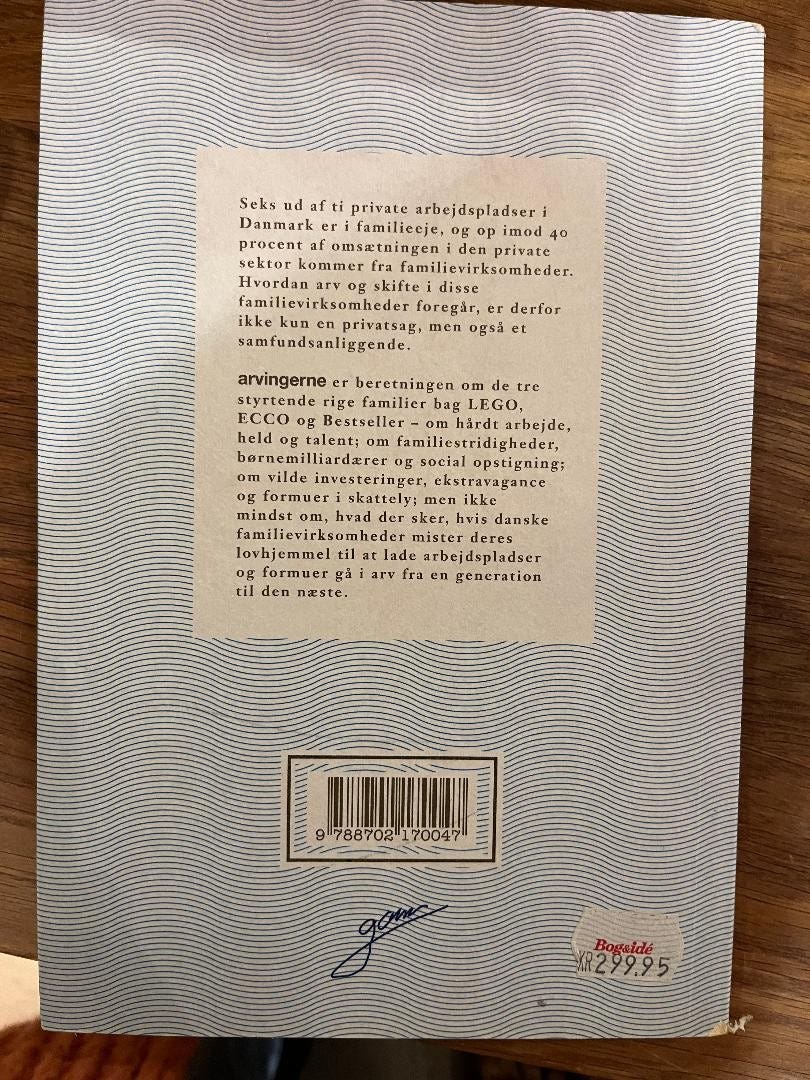 Seks ud af ti private arbejdspladser i
Danmark er i familieeje, og op imod 40
procent af omsætningen i den private
sektor kommer fra familievirksomheder.
Hvordan arv og skifte i disse
familievirksomheder foregår, er derfor
ikke kun en privatsag, men også et
samfundsanliggende.
arvingerne er beretningen om de tre
styrtende rige familier bag LEGO,
ECCO og Bestseller – om hårdt arbejde,
held og talent; om familiestridigheder,
børnemilliardærer og social opstigning;
om vilde investeringer, ekstravagance
og formuer i skattely; men ikke
mindst om, hvad der sker, hvis danske
familievirksomheder mister deres
lovhjemmel til at lade arbejdspladser
og formuer gå i arv fra en generation
til den næste.
9 788702 170047
Bog&idé
KR 299.95